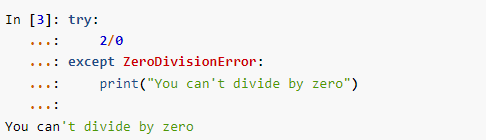 In [3]: try:
   ...:     2/0
   ...: except ZeroDivisionError:
   ...:     print("You can't divide by zero")
   ...:
You can't divide by zero